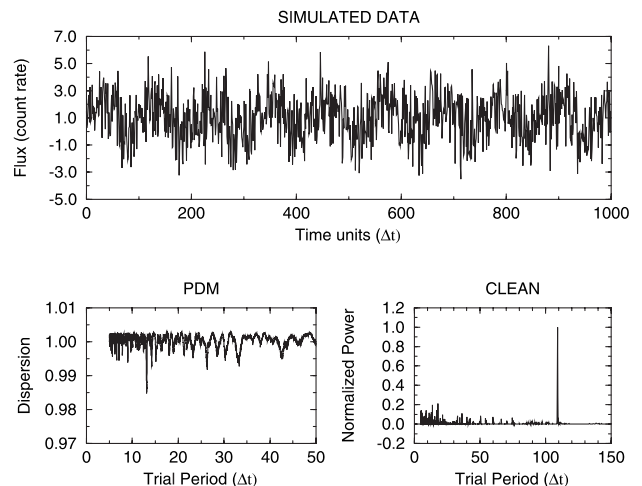 SIMULATED DATA
Flux (count rate)
7.0
5.0
3.0
1.0
-1.0
-3.0
-5.0
0 200 400 600 800 1000
Time units (Δt)
PDM
Dispersion
1.01
1.00
0.99
0.98
0.97
0 10 20 30 40 50
Trial Period (Δt)
CLEAN
Normalized Power
1.2
1.0
0.8
0.6
0.4
0.2
0.0
-0.2
0 50 100 150
Trial Period (Δt)